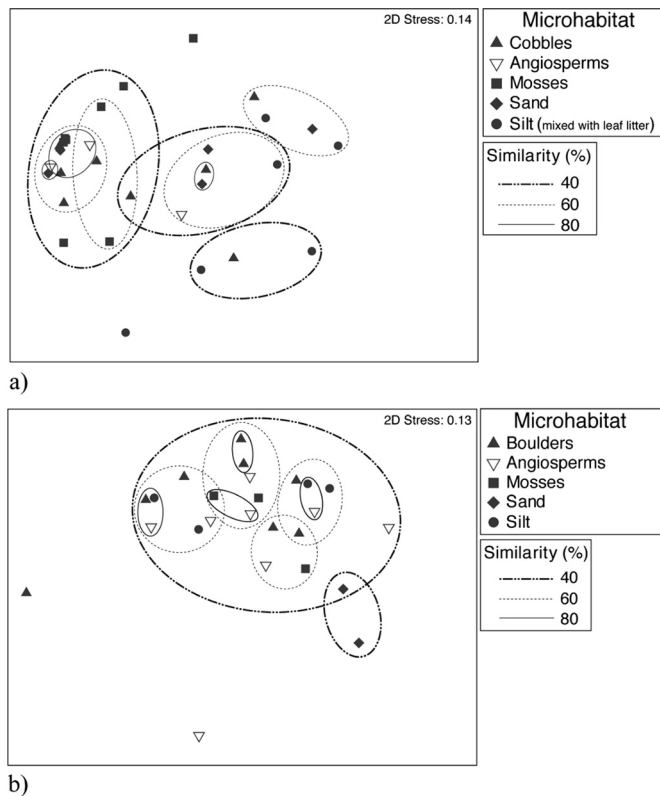 2D Stress: 0.14
Microhabitat
Cobbles
Angiosperms
Mosses
Sand
Silt (mixed with leaf litter)
Similarity (%)
40
60
80
a)
2D Stress: 0.13
Microhabitat
Boulders
Angiosperms
Mosses
Sand
Silt
Similarity (%)
40
60
80
b)